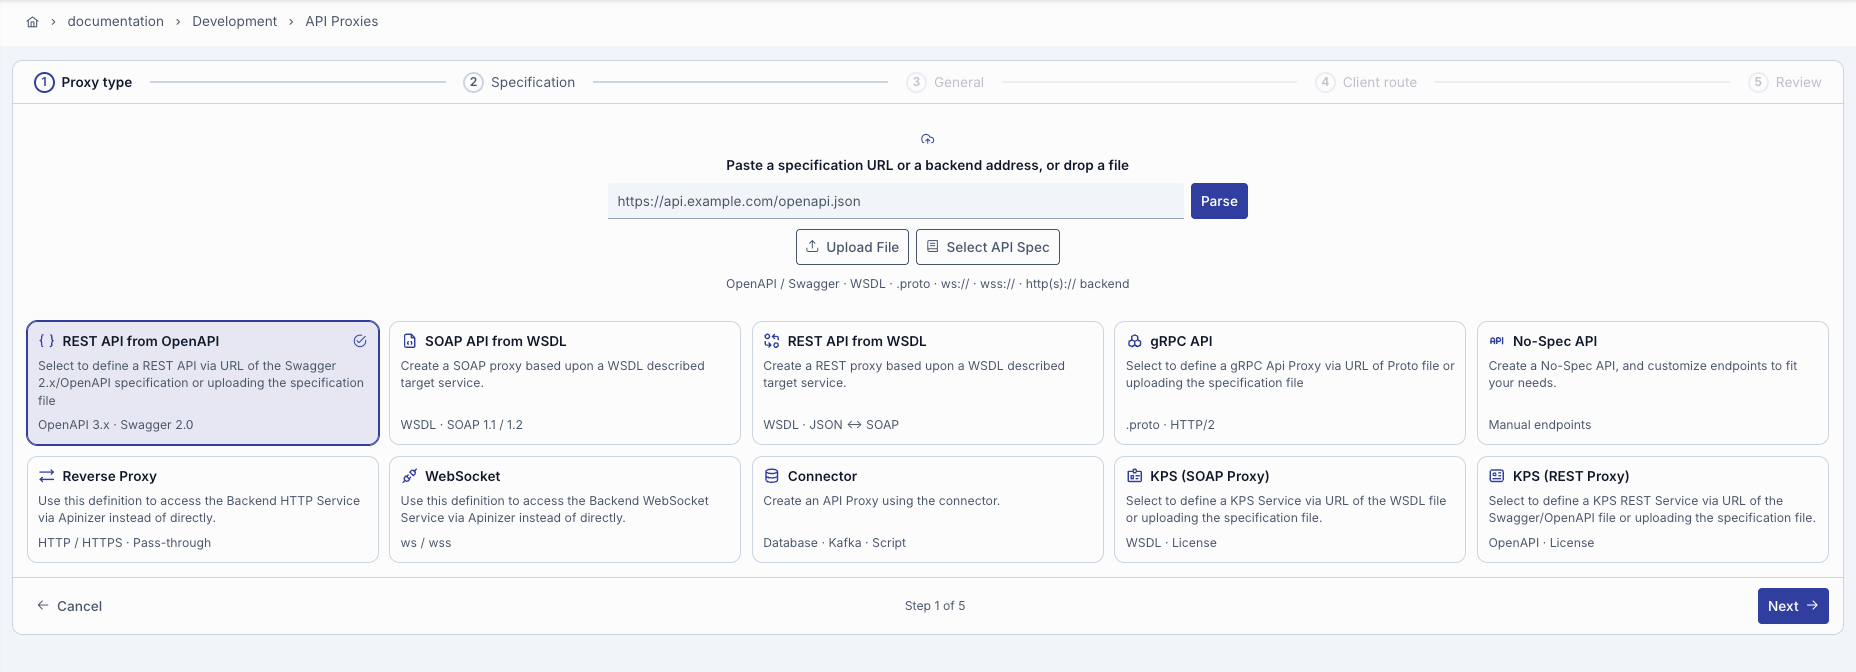 documentation › Development › API Proxies
1 Proxy type 2 Specification 3 General 4 Client route 5 Review
Paste a specification URL or a backend address, or drop a file
https://api.example.com/openapi.json Parse
Upload File Select API Spec
OpenAPI / Swagger · WSDL · .proto · ws:// · wss:// · http(s):// backend
{ } REST API from OpenAPI
Select to define a REST API via URL of the Swagger
2.x/OpenAPI specification or uploading the specification
file
OpenAPI 3.x · Swagger 2.0
SOAP API from WSDL
Create a SOAP proxy based upon a WSDL described
target service.
WSDL · SOAP 1.1 / 1.2
REST API from WSDL
Create a REST proxy based upon a WSDL described
target service.
WSDL · JSON ↔ SOAP
gRPC API
Select to define a gRPC Api Proxy via URL of Proto file or
uploading the specification file
.proto · HTTP/2
API No-Spec API
Create a No-Spec API, and customize endpoints to fit
your needs.
Manual endpoints
Reverse Proxy
Use this definition to access the Backend HTTP Service
via Apinizer instead of directly.
HTTP / HTTPS · Pass-through
WebSocket
Use this definition to access the Backend WebSocket
Service via Apinizer instead of directly.
ws / wss
Connector
Create an API Proxy using the connector.
Database · Kafka · Script
KPS (SOAP Proxy)
Select to define a KPS Service via URL of the WSDL file
or uploading the specification file.
WSDL · License
KPS (REST Proxy)
Select to define a KPS REST Service via URL of the
Swagger/OpenAPI file or uploading the specification file.
OpenAPI · License
← Cancel Step 1 of 5 Next →